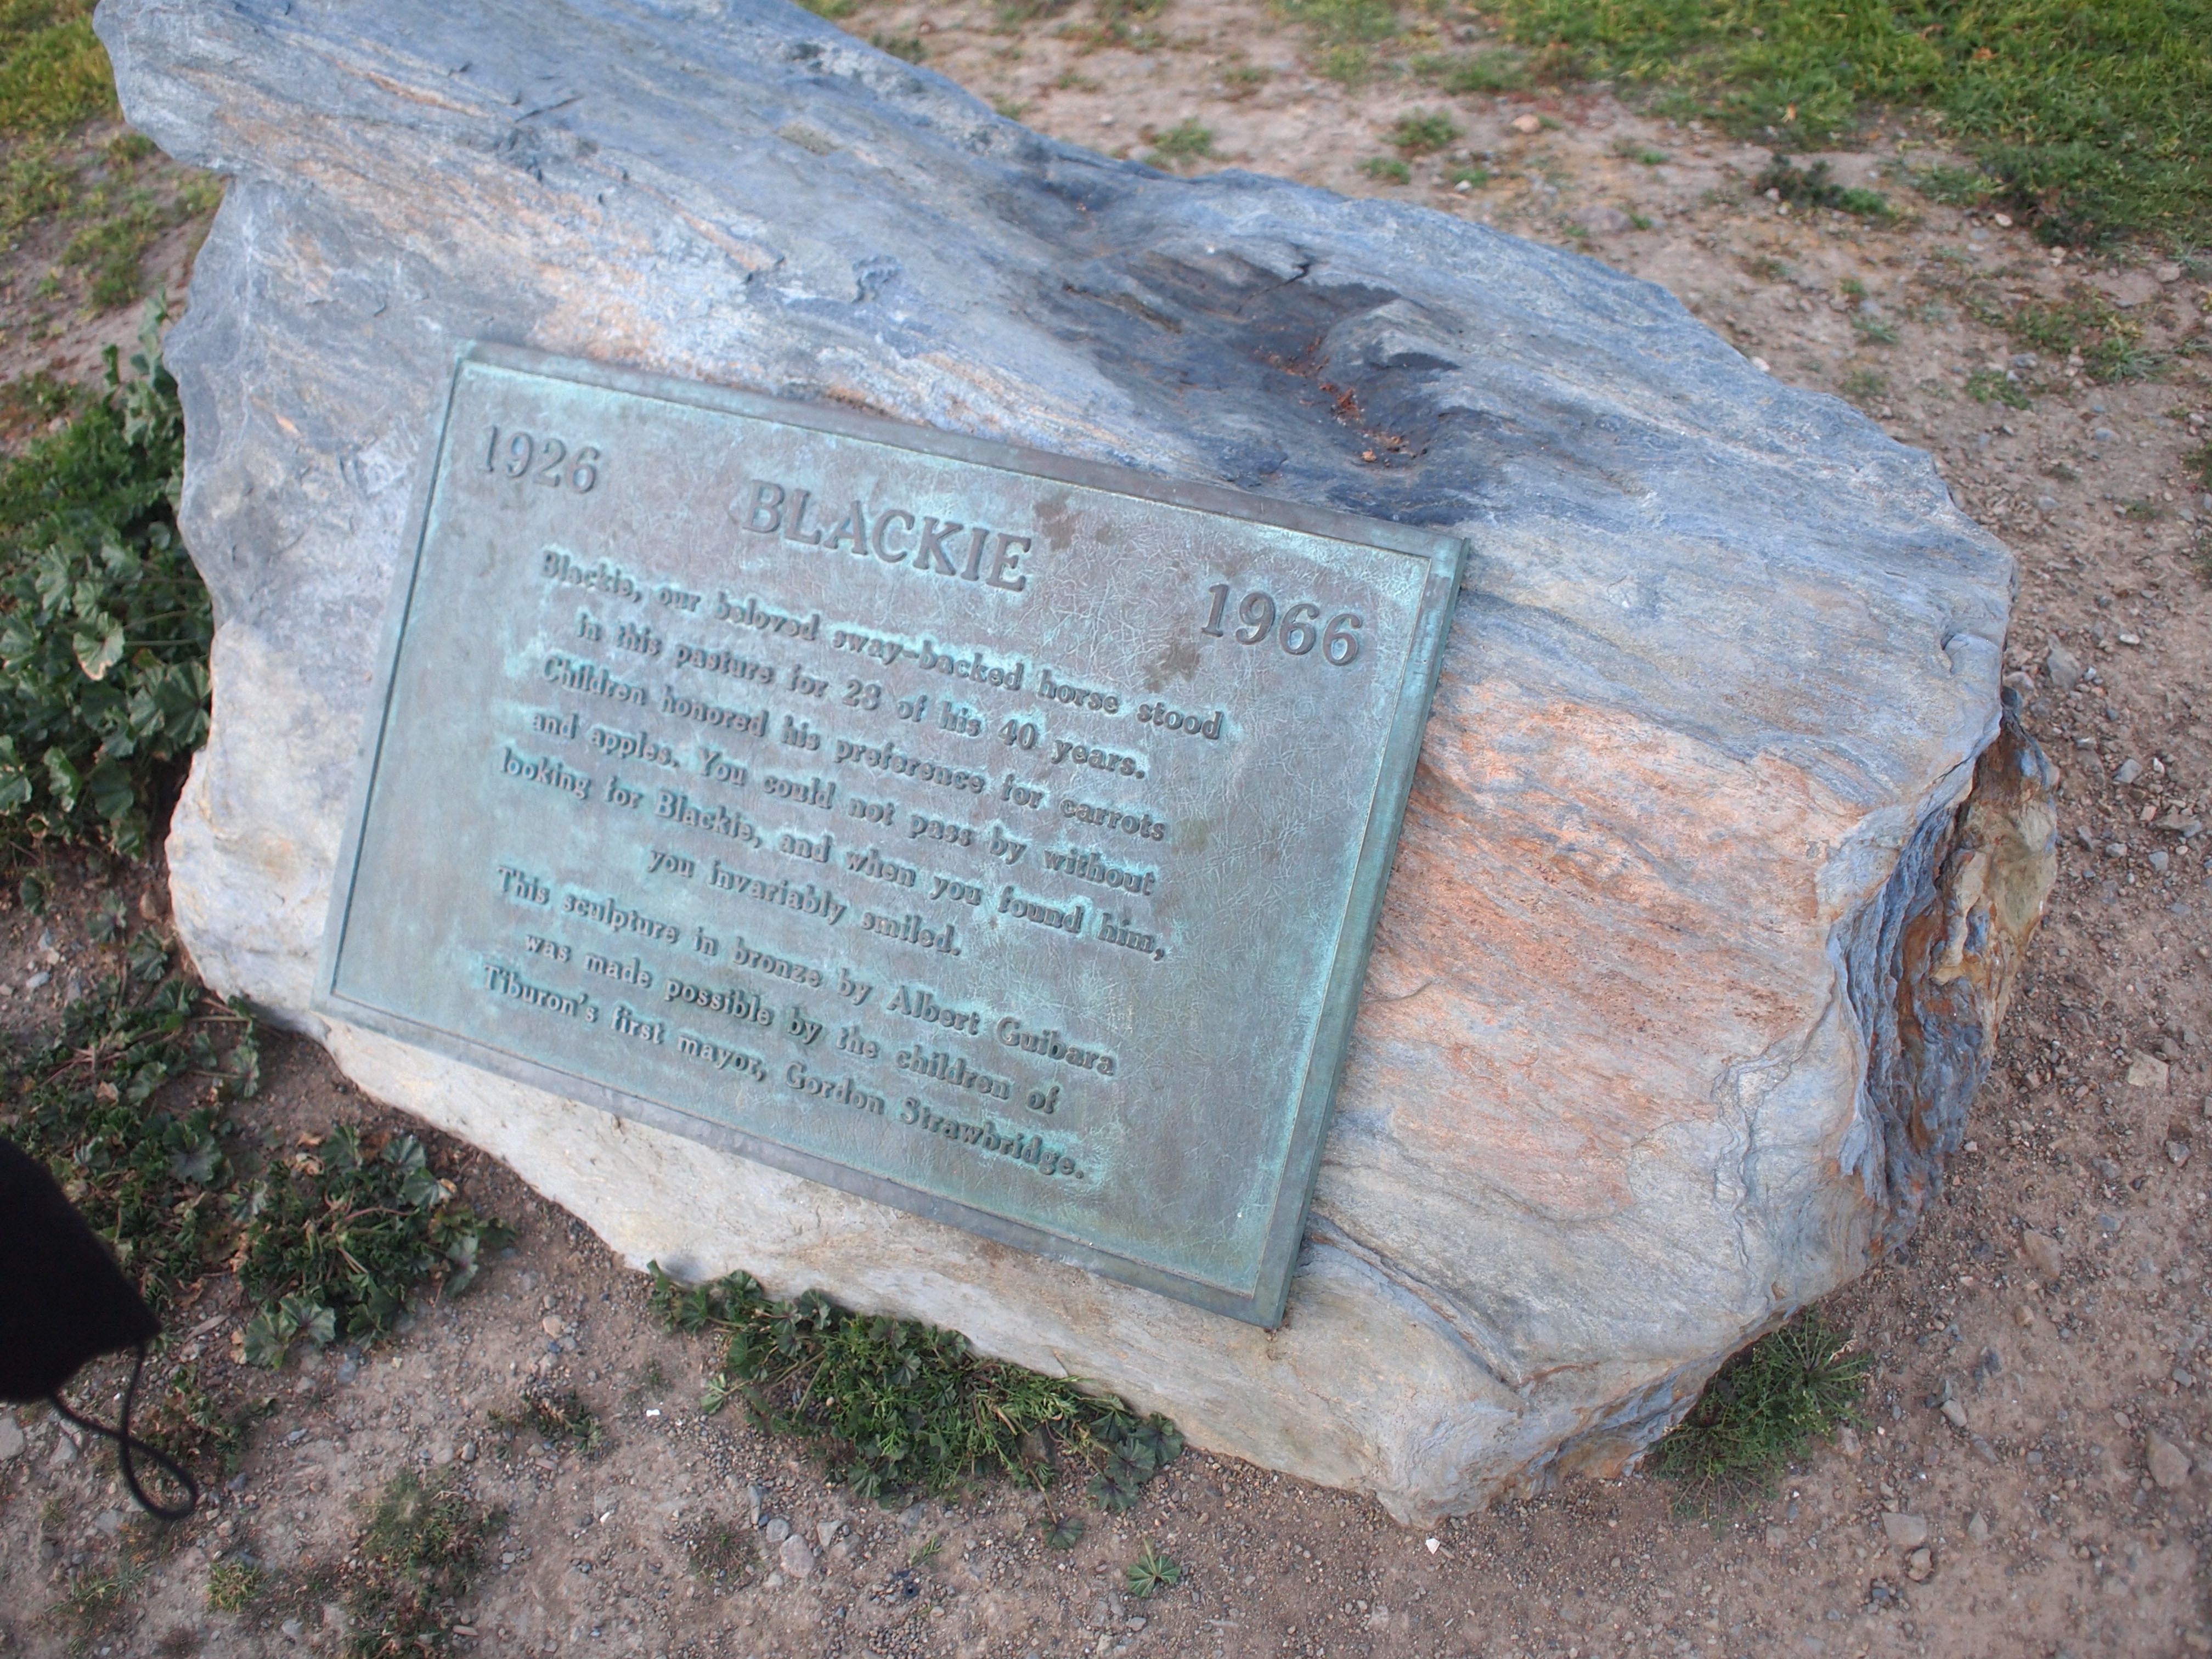 1926 BLACKIE 1966
Blackie, our beloved sway-backed horse stood
in this pasture for 28 of his 40 years.
Children honored his preference for carrots
and apples. You could not pass by without
looking for Blackie, and when you found him,
you invariably smiled.
This sculpture in bronze by Albert Guibara
was made possible by the children of
Tiburon's first mayor, Gordon Strawbridge.